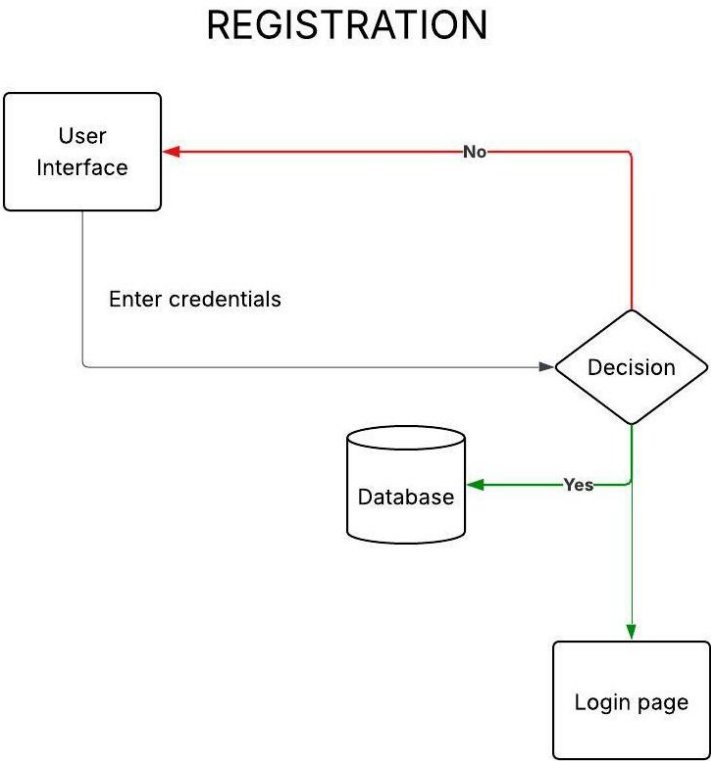 REGISTRATION
User
Interface
No
Enter credentials
Decision
Database
Yes
Login page